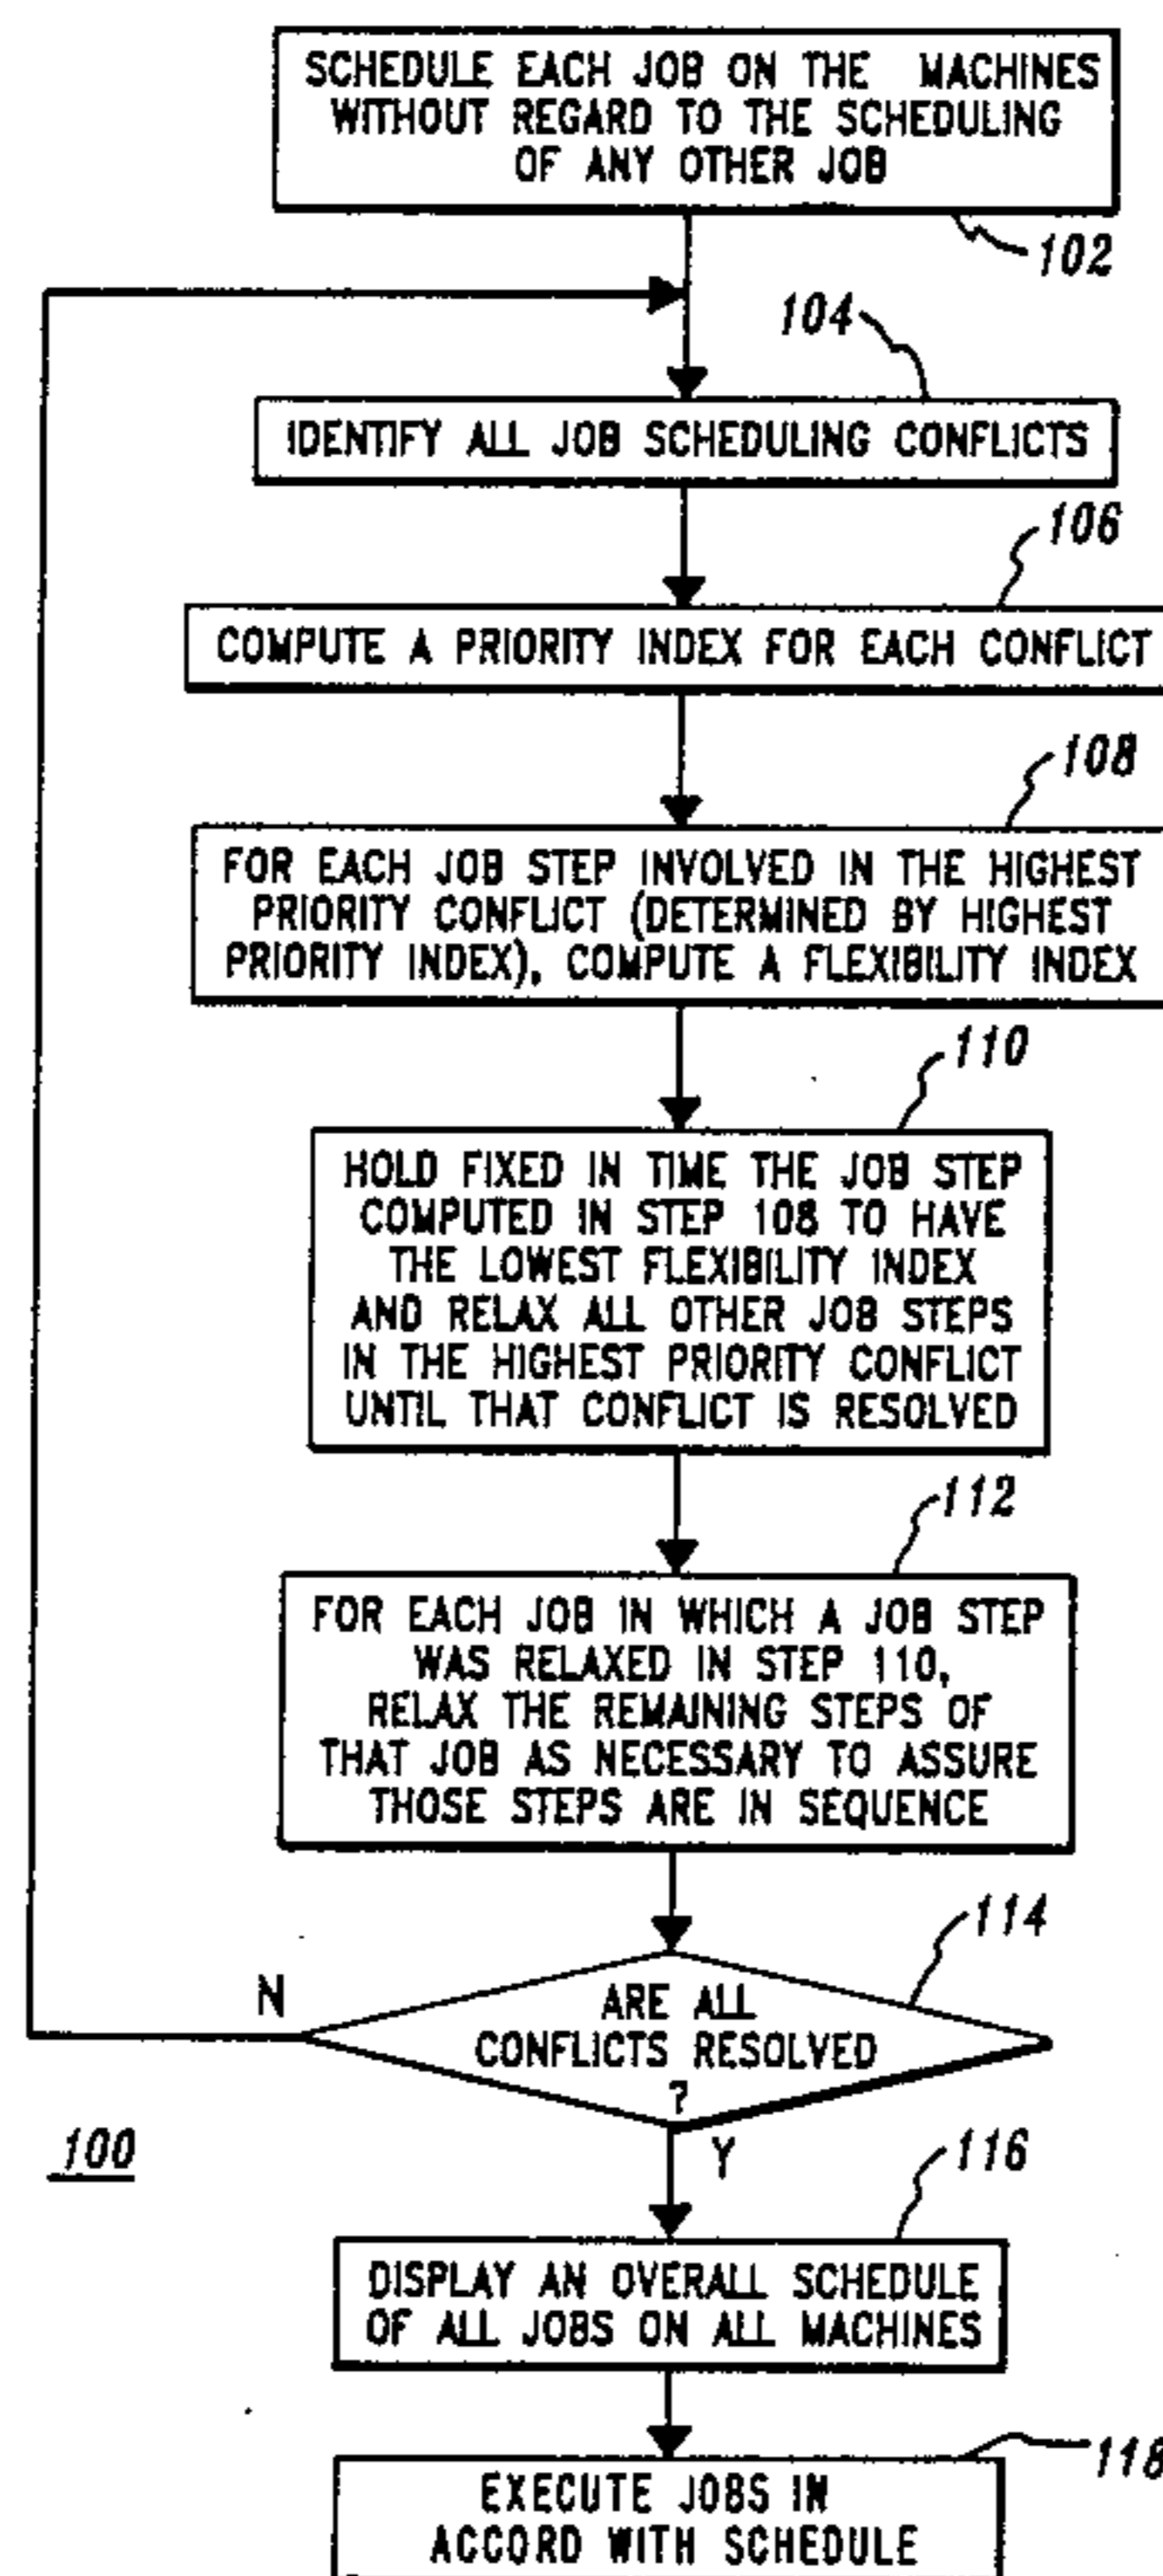 SCHEDULE EACH JOB ON THE MACHINES
WITHOUT REGARD TO THE SCHEDULING
OF ANY OTHER JOB
102
104
IDENTIFY ALL JOB SCHEDULING CONFLICTS
106
COMPUTE A PRIORITY INDEX FOR EACH CONFLICT
108
FOR EACH JOB STEP INVOLVED IN THE HIGHEST
PRIORITY CONFLICT (DETERMINED BY HIGHEST
PRIORITY INDEX), COMPUTE A FLEXIBILITY INDEX
110
HOLD FIXED IN TIME THE JOB STEP
COMPUTED IN STEP 108 TO HAVE
THE LOWEST FLEXIBILITY INDEX
AND RELAX ALL OTHER JOB STEPS
IN THE HIGHEST PRIORITY CONFLICT
UNTIL THAT CONFLICT IS RESOLVED
112
FOR EACH JOB IN WHICH A JOB STEP
WAS RELAXED IN STEP 110,
RELAX THE REMAINING STEPS OF
THAT JOB AS NECESSARY TO ASSURE
THOSE STEPS ARE IN SEQUENCE
114
N
ARE ALL
CONFLICTS RESOLVED
?
Y
100
116
DISPLAY AN OVERALL SCHEDULE
OF ALL JOBS ON ALL MACHINES
118
EXECUTE JOBS IN
ACCORD WITH SCHEDULE